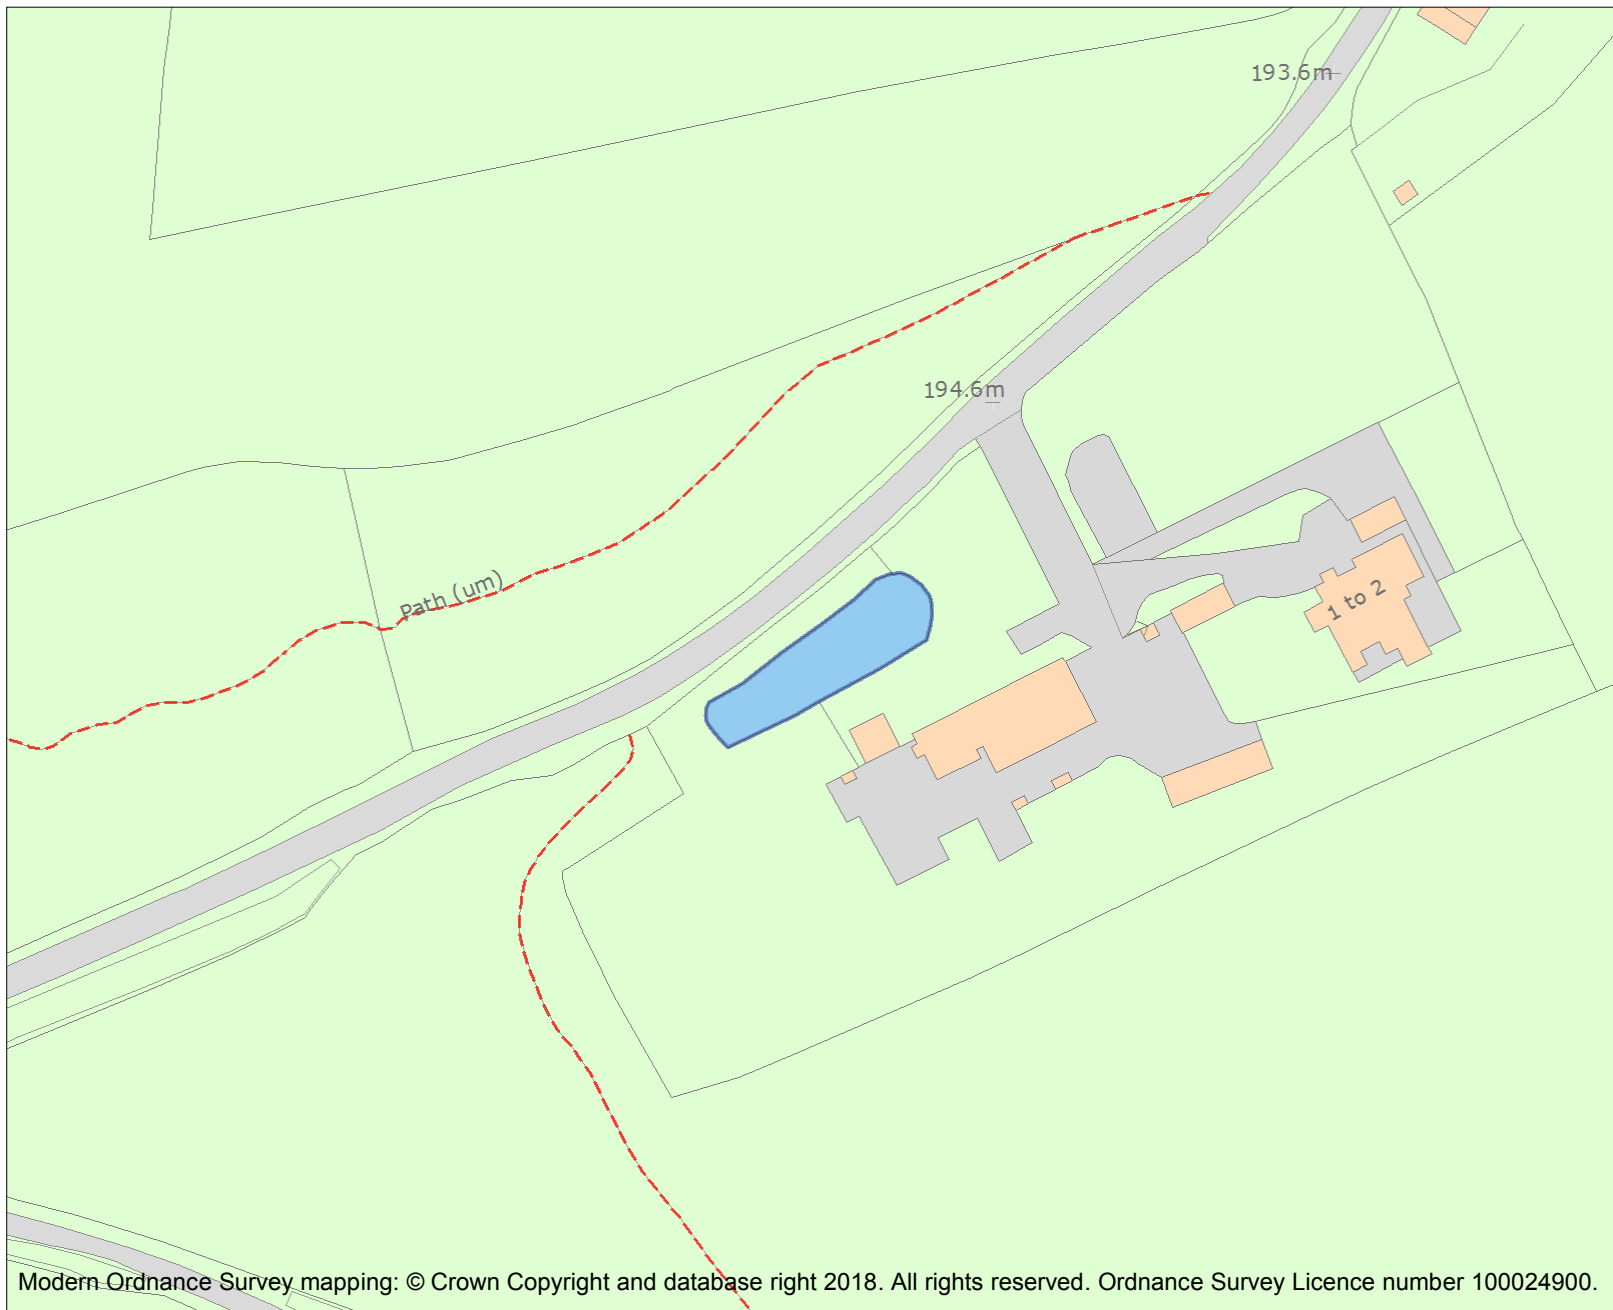 193.6m
194.6m
Path (um)
1 to 2
Modern Ordnance Survey mapping: © Crown Copyright and database right 2018. All rights reserved. Ordnance Survey Licence number 100024900.